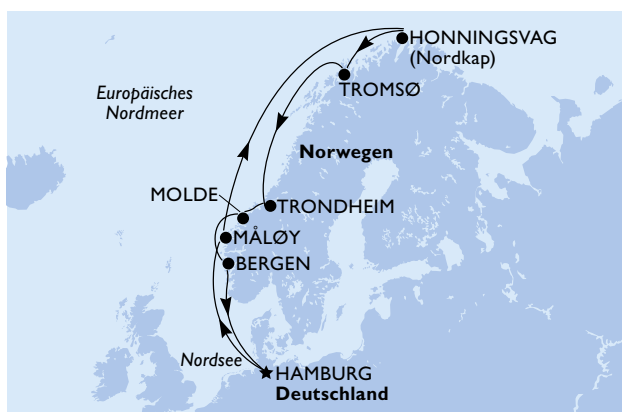 HONNINGSVAG
(Nordkap)
TROMSØ
Europäisches
Nordmeer
Norwegen
MOLDE
TRONDHEIM
MÅLØY
BERGEN
Nordsee
HAMBURG
Deutschland